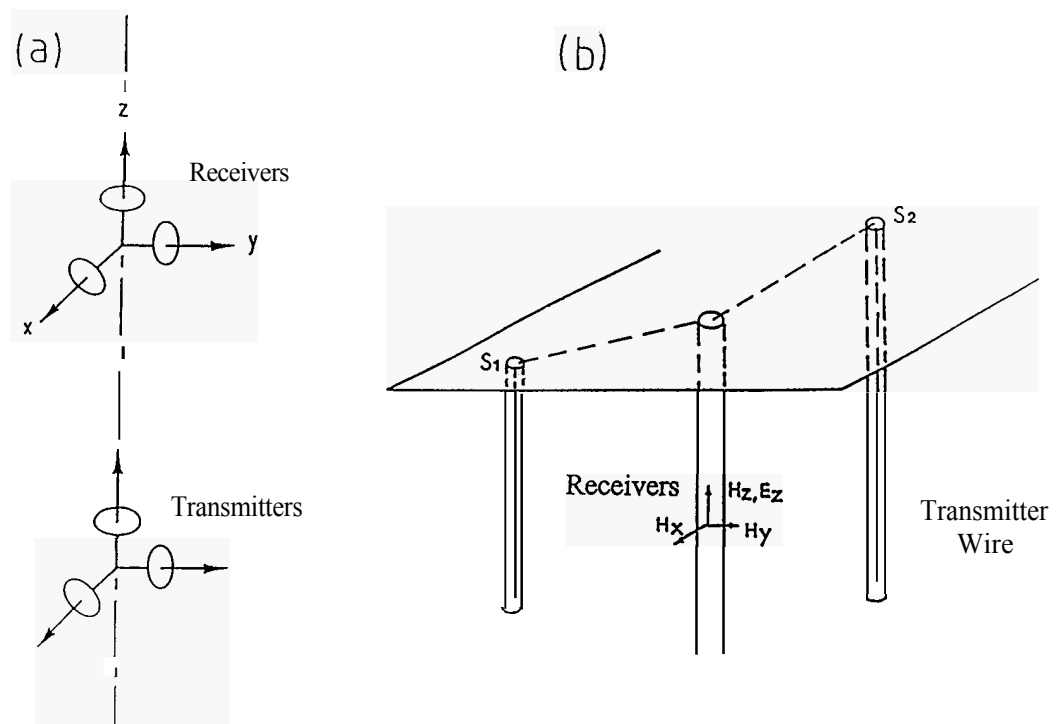 (a)
z
Receivers
y
x
Transmitters
(b)
S2
S1
Receivers
Hz,Ez
Hx
Hy
Transmitter
Wire